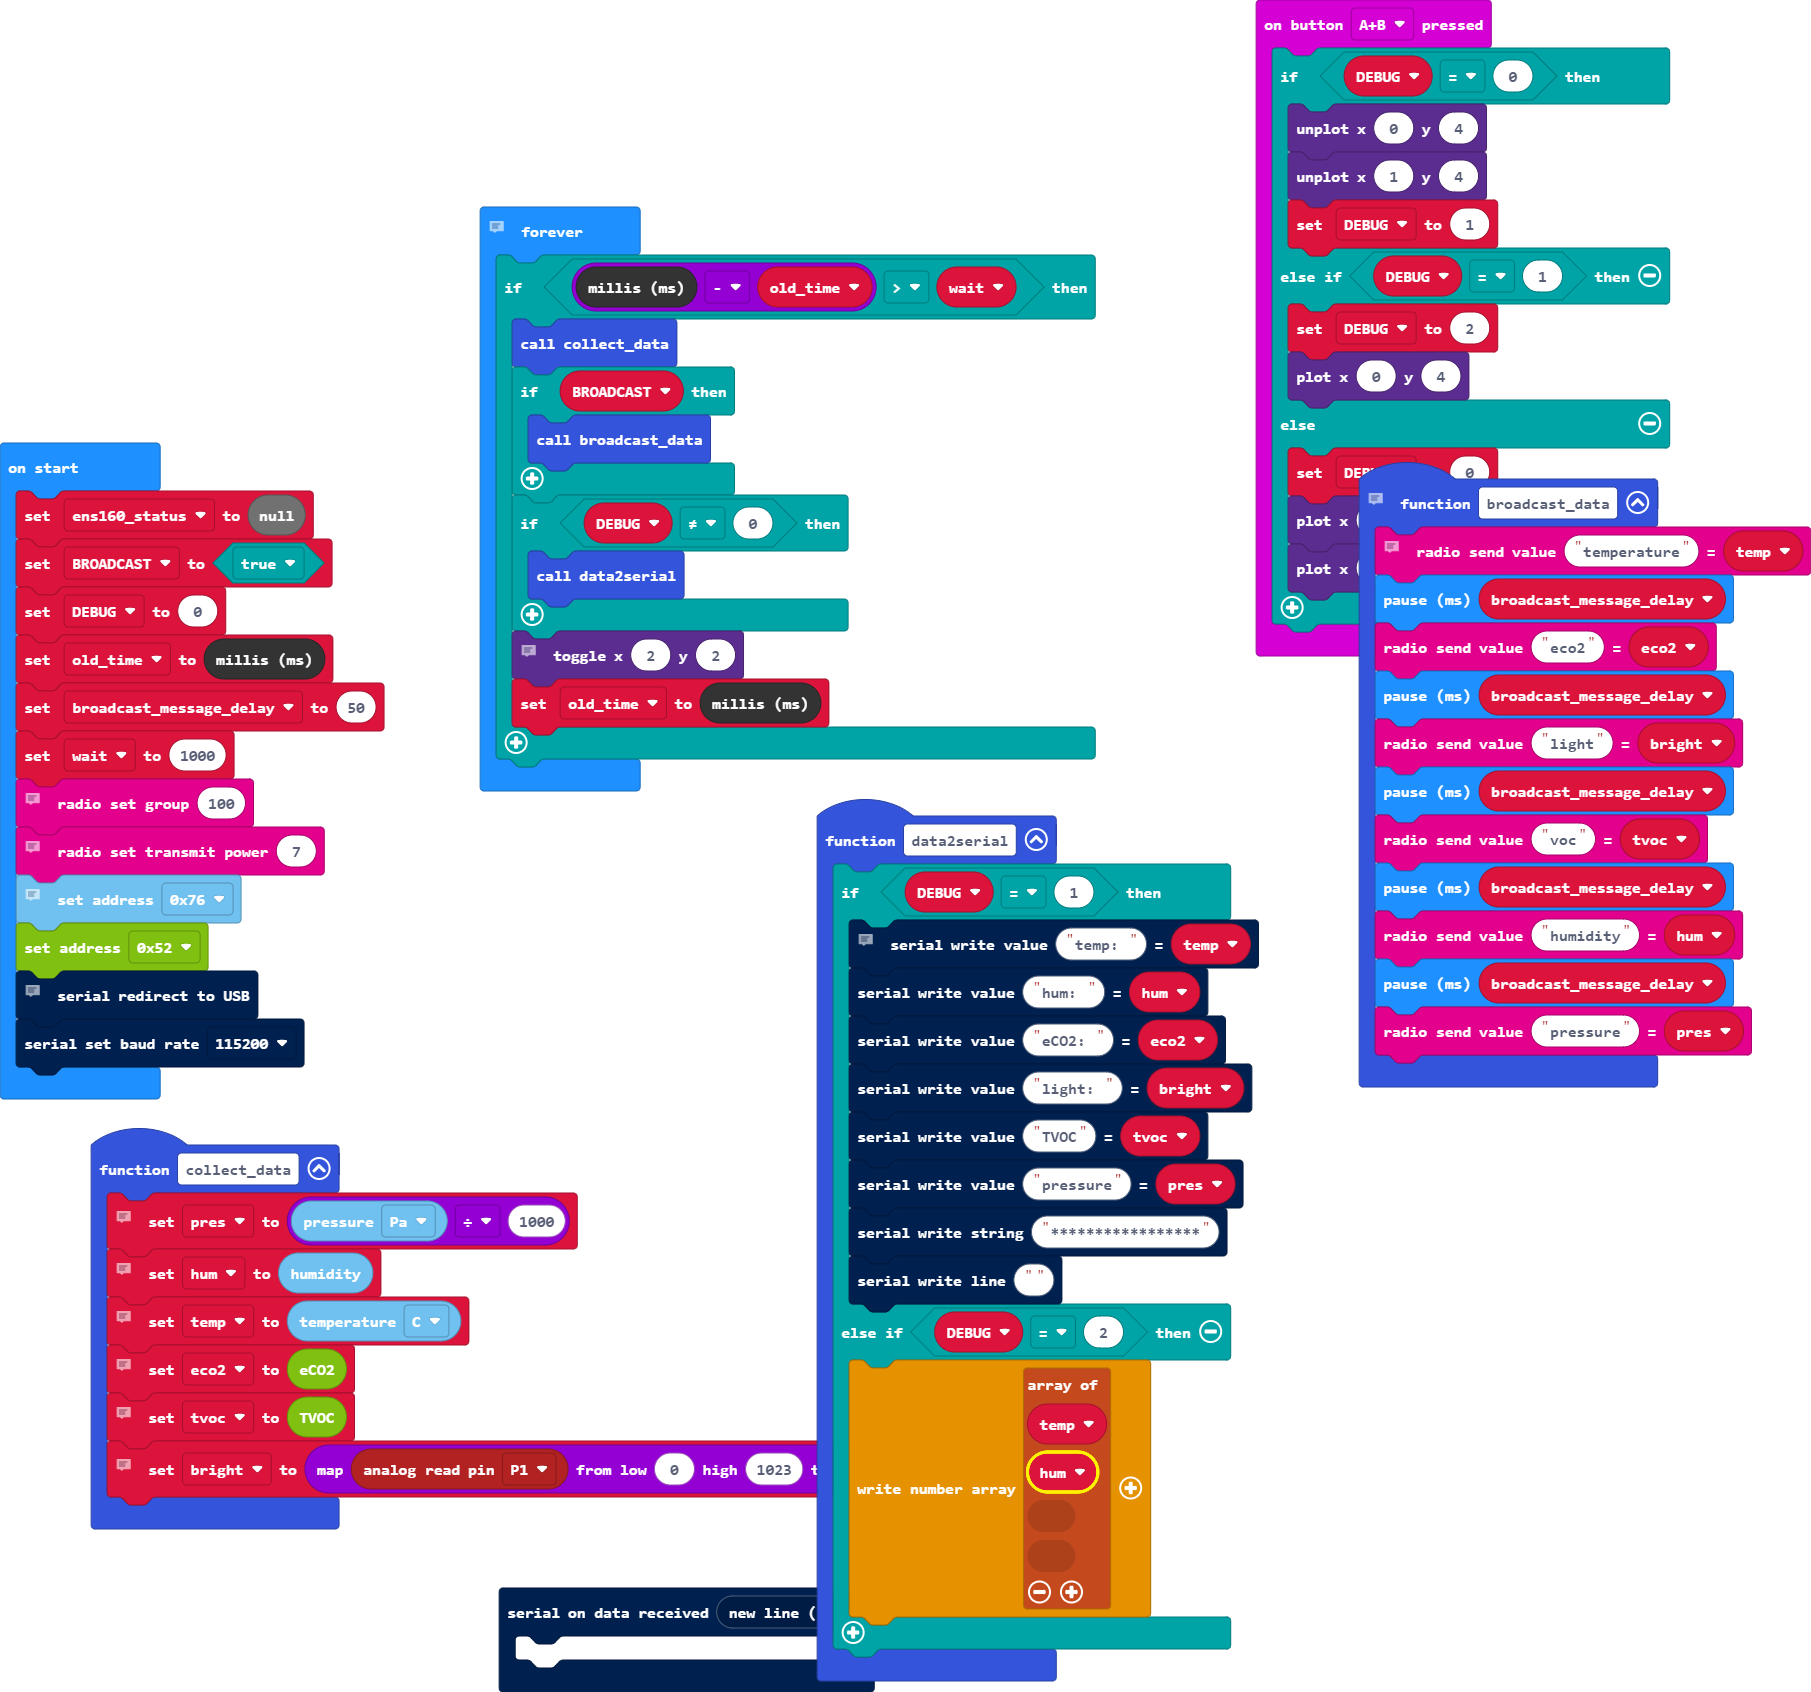 on button A+B pressed
if DEBUG = 0 then
unplot x 0 y 4
unplot x 1 y 4
set DEBUG to 1
else if DEBUG = 1 then
set DEBUG to 2
plot x 0 y 4
else
set 0
plot x
plot x
forever
if millis (ms) - old_time > wait then
call collect_data
if BROADCAST then
call broadcast_data
if DEBUG ≠ 0 then
call data2serial
toggle x 2 y 2
set old_time to millis (ms)
on start
set ens160_status to null
set BROADCAST to true
set DEBUG to 0
set old_time to millis (ms)
set broadcast_message_delay to 50
set wait to 1000
radio set group 100
radio set transmit power 7
set address 0x76
set address 0x52
serial redirect to USB
serial set baud rate 115200
function broadcast_data
radio send value "temperature" = temp
pause (ms) broadcast_message_delay
radio send value "eco2" = eco2
pause (ms) broadcast_message_delay
radio send value "light" = bright
pause (ms) broadcast_message_delay
radio send value "voc" = tvoc
pause (ms) broadcast_message_delay
radio send value "humidity" = hum
pause (ms) broadcast_message_delay
radio send value "pressure" = pres
function data2serial
if DEBUG = 1 then
serial write value "temp: " = temp
serial write value "hum: " = hum
serial write value "eCO2: " = eco2
serial write value "light: " = bright
serial write value "TVOC" = tvoc
serial write value "pressure" = pres
serial write string "*****************"
serial write line ""
else if DEBUG = 2 then
array of
temp
hum
write number array
function collect_data
set pres to pressure Pa ÷ 1000
set hum to humidity
set temp to temperature C
set eco2 to eCO2
set tvoc to TVOC
set bright to map analog read pin P1 from low 0 high 1023
serial on data received new line (